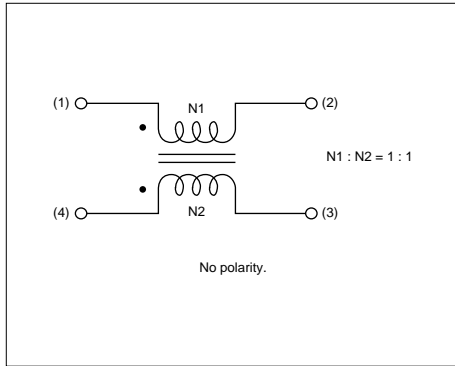 N1
(1) (2)
N1 : N2 = 1 : 1
(4) (3)
N2
No polarity.